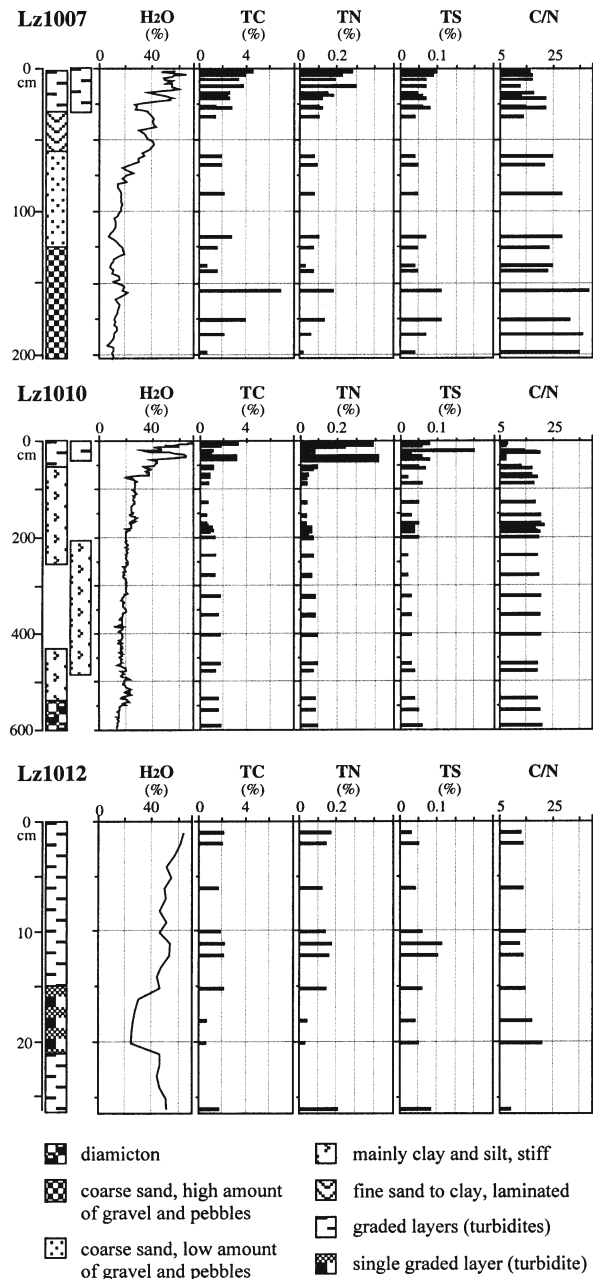 Lz1007 H2O TC TN TS C/N
(%) (%) (%) (%)
0 40 0 4 0 0.2 0 0.1 5 25
0
cm
100
200
Lz1010 H2O TC TN TS C/N
(%) (%) (%) (%)
0 40 0 4 0 0.2 0 0.1 5 25
0
cm
200
400
600
Lz1012 H2O TC TN TS C/N
(%) (%) (%) (%)
0 40 0 4 0 0.2 0 0.1 5 25
0
cm
10
20
diamicton
coarse sand, high amount
of gravel and pebbles
coarse sand, low amount
of gravel and pebbles
mainly clay and silt, stiff
fine sand to clay, laminated
graded layers (turbidites)
single graded layer (turbidite)